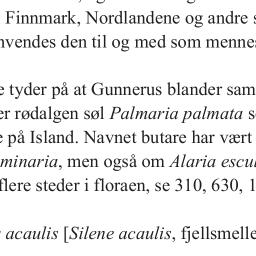 Finnmark, Nordlandene og andre
nvendes den til og med som mennes
tyder på at Gunnerus blander sam
er rødalgen søl Palmaria palmata
på Island. Navnet butare har vært
minaria, men også om Alaria escul
flere steder i floraen, se 310, 630, 1
acaulis [Silene acaulis, fjellsmelle